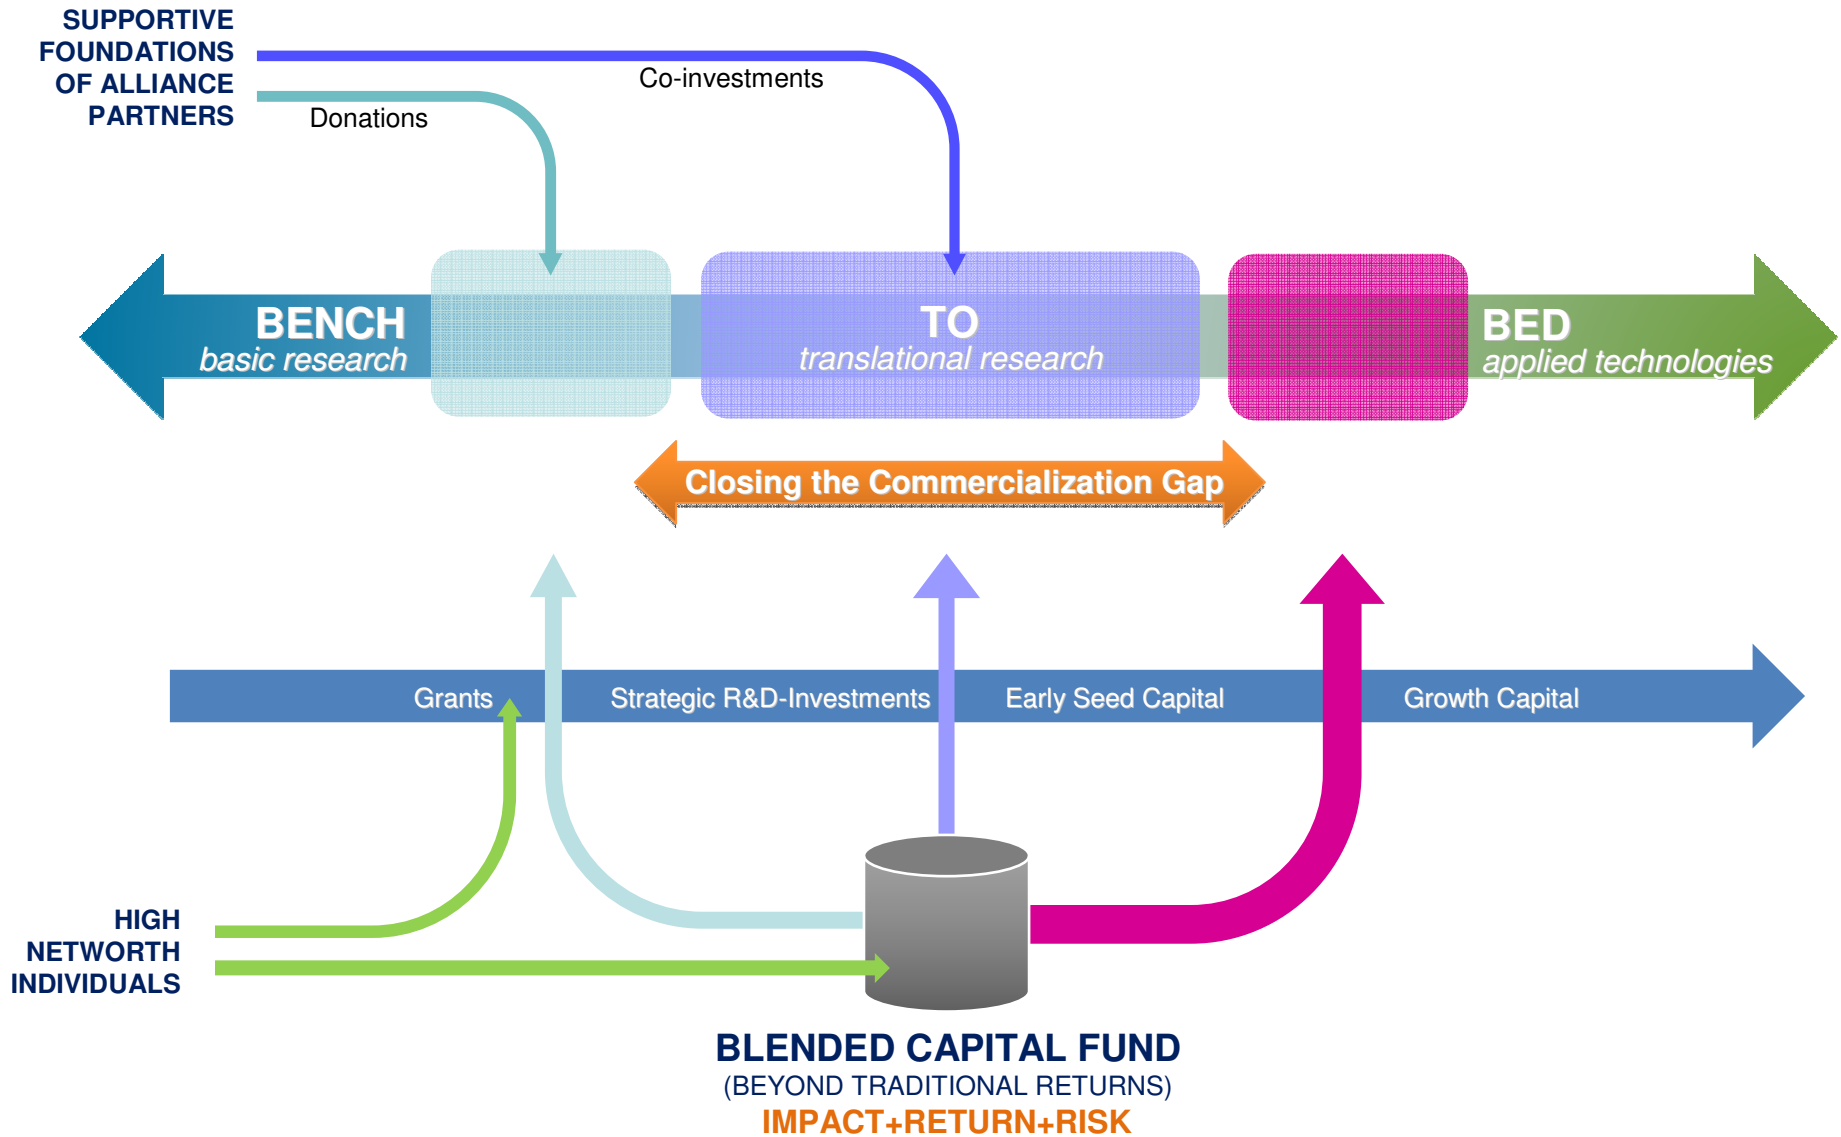 SUPPORTIVE
FOUNDATIONS
OF ALLIANCE
PARTNERS
Co-investments
Donations
BENCH
basic research
TO
translational research
BED
applied technologies
Closing the Commercialization Gap
Grants
Strategic R&D-Investments
Early Seed Capital
Growth Capital
HIGH
NETWORTH
INDIVIDUALS
BLENDED CAPITAL FUND
(BEYOND TRADITIONAL RETURNS)
IMPACT+RETURN+RISK